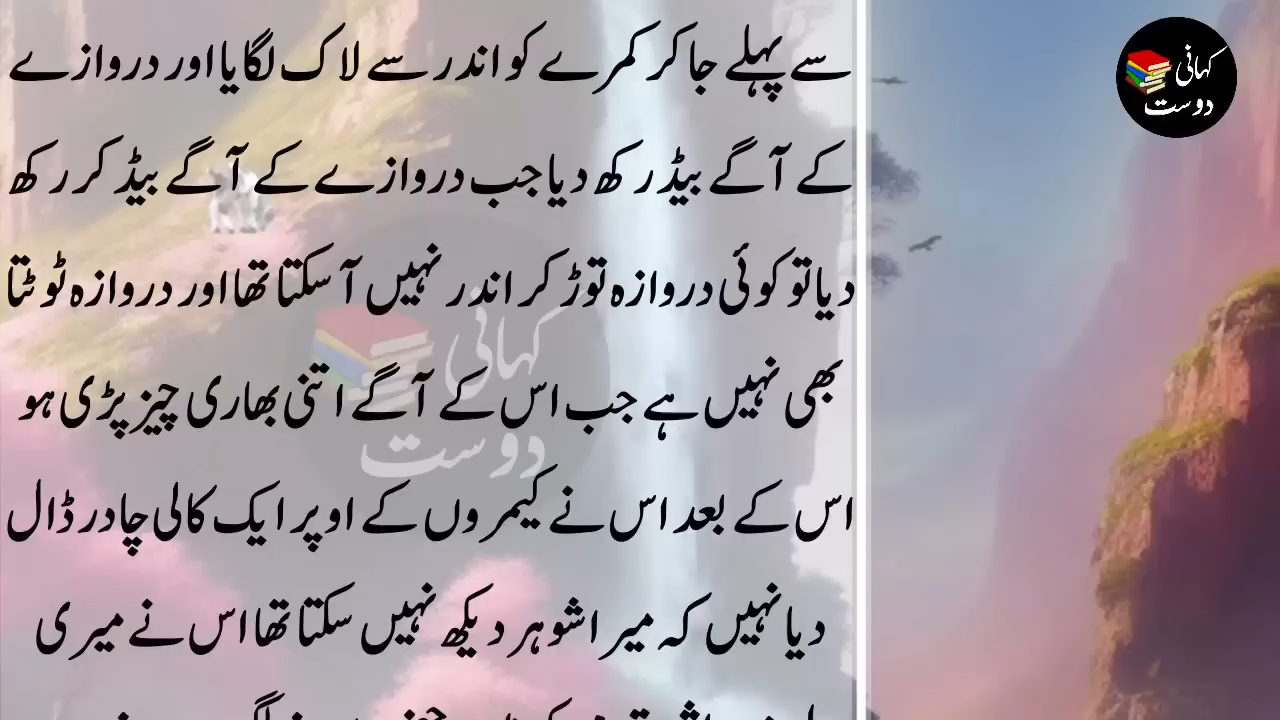 سے پہلے جا کر کمرے کو اندر سے لاک لگایا اور دروازے
کے آگے بیڈ رکھ دیا جب دروازے کے آگے بیڈ کر رکھ
دیا تو کوئی دروازہ توڑ کر اندر نہیں آ سکتا تھا اور دروازہ ٹوٹتا
بھی نہیں ہے جب اس کے آگے اتنی بھاری چیز پڑی ہو
اس کے بعد اس نے کیمروں کے اوپر ایک کالی چادر ڈال
دیا نہیں کہ میرا شوہر دیکھ نہیں سکتا تھا اس نے میری
کہانی
دوست
کہانی
دوست